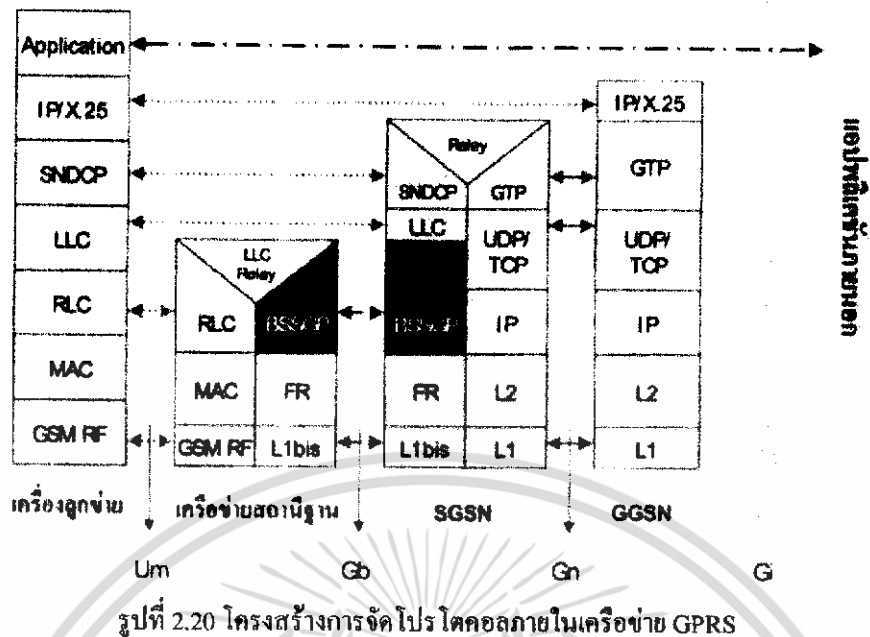 Application
IP/X.25
SNDCP
LLC
RLC
MAC
GSM RF
เครื่องลูกข่าย
LLC
Relay
RLC
BSSGP
MAC
FR
GSM RF
L1bis
เครือข่ายสถานีฐาน
Relay
SNDCP
GTP
LLC
UDP/
TCP
BSSGP
IP
FR
L2
L1bis
L1
SGSN
IP/X.25
GTP
UDP/
TCP
IP
L2
L1
GGSN
Um
Gb
Gn
Gi
รูปที่ 2.20 โครงสร้างการจัดโปรโตคอลภายในเครือข่าย GPRS